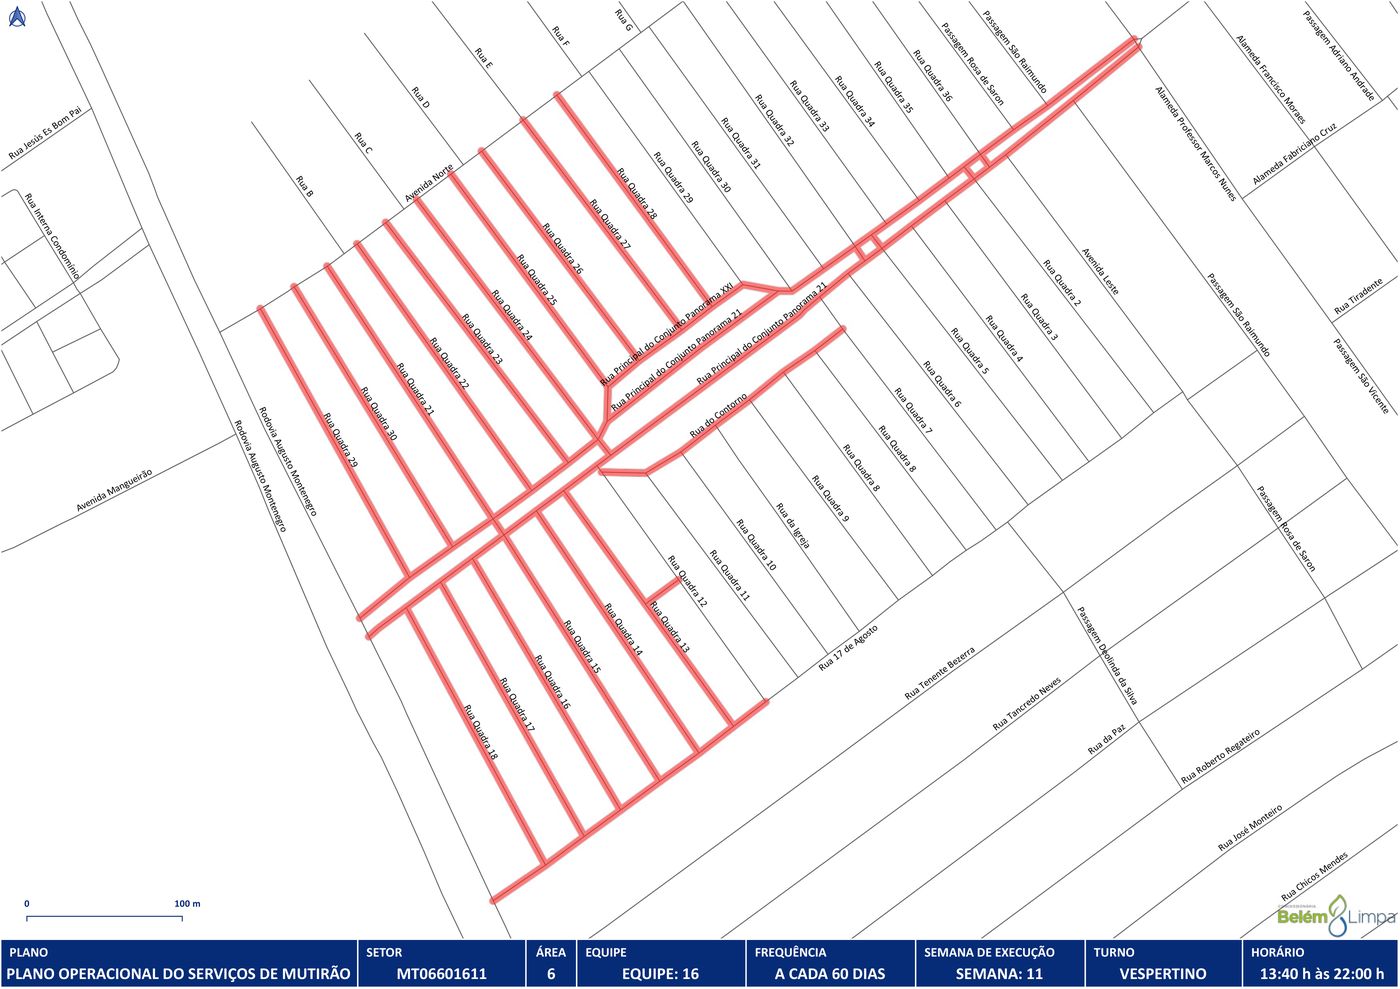 Rua G
Rua F
Rua E
Rua D
Rua C
Rua B
Rua Jesús Es Bom Pai
Rua Interna Condomínio
Avenida Norte
Avenida Mangueirão
Rodovia Augusto Montenegro
Rodovia Augusto Montenegro
Passagem São Raimundo
Passagem Rosa de Saron
Rua Quadra 36
Rua Quadra 35
Rua Quadra 34
Rua Quadra 33
Rua Quadra 32
Rua Quadra 31
Rua Quadra 30
Rua Quadra 29
Rua Quadra 28
Rua Quadra 27
Rua Quadra 26
Rua Quadra 25
Rua Quadra 24
Rua Quadra 23
Rua Quadra 22
Rua Quadra 21
Rua Quadra 30
Rua Quadra 29
Passagem Adriano Andrade
Alameda Francisco Moraes
Alameda Fabriciano Cruz
Alameda Professor Marcos Nunes
Rua Tiradente
Passagem São Vicente
Passagem São Raimundo
Avenida Leste
Rua Quadra 2
Rua Quadra 3
Rua Quadra 4
Rua Quadra 5
Rua Quadra 6
Rua Quadra 7
Rua Quadra 8
Rua Quadra 8
Rua Quadra 9
Rua da Igreja
Rua Quadra 10
Rua Quadra 11
Rua Quadra 12
Rua Quadra 13
Rua Quadra 14
Rua Quadra 15
Rua Quadra 16
Rua Quadra 17
Rua Quadra 18
Rua Principal do Conjunto Panorama XXI
Rua Principal do Conjunto Panorama 21
Rua Principal do Conjunto Panorama 21
Rua do Contorno
Rua 17 de Agosto
Passagem Rosa de Saron
Passagem Deolinda da Silva
Rua Tenente Bezerra
Rua Tancredo Neves
Rua da Paz
Rua Roberto Regateiro
Rua José Monteiro
Rua Chicos Mendes
0 100 m
CONCESSIONÁRIA
Belém Limpa
PLANO
PLANO OPERACIONAL DO SERVIÇOS DE MUTIRÃO
SETOR
MT06601611
ÁREA
6
EQUIPE
EQUIPE: 16
FREQUÊNCIA
A CADA 60 DIAS
SEMANA DE EXECUÇÃO
SEMANA: 11
TURNO
VESPERTINO
HORÁRIO
13:40 h às 22:00 h